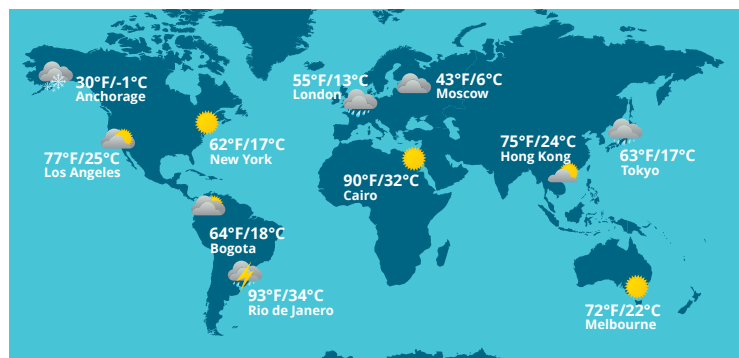 30°F/-1°C
Anchorage
55°F/13°C
London
43°F/6°C
Moscow
77°F/25°C
Los Angeles
62°F/17°C
New York
75°F/24°C
Hong Kong
63°F/17°C
Tokyo
90°F/32°C
Cairo
64°F/18°C
Bogota
93°F/34°C
Rio de Janero
72°F/22°C
Melbourne